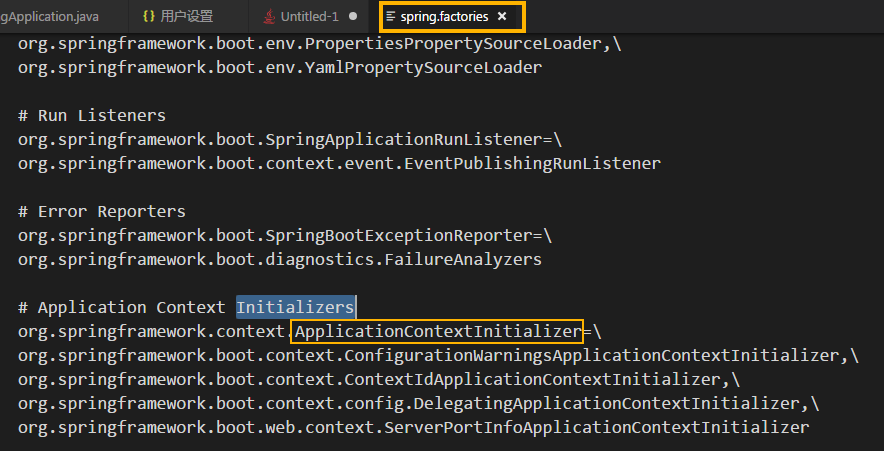 gApplication.java {} 用户设置 Untitled-1 spring.factories
org.springframework.boot.env.PropertiesPropertySourceLoader,\
org.springframework.boot.env.YamlPropertySourceLoader
# Run Listeners
org.springframework.boot.SpringApplicationRunListener=\
org.springframework.boot.context.event.EventPublishingRunListener
# Error Reporters
org.springframework.boot.SpringBootExceptionReporter=\
org.springframework.boot.diagnostics.FailureAnalyzers
# Application Context Initializers
org.springframework.context.ApplicationContextInitializer=\
org.springframework.boot.context.ConfigurationWarningsApplicationContextInitializer,\
org.springframework.boot.context.ContextIdApplicationContextInitializer,\
org.springframework.boot.context.config.DelegatingApplicationContextInitializer,\
org.springframework.boot.web.context.ServerPortInfoApplicationContextInitializer